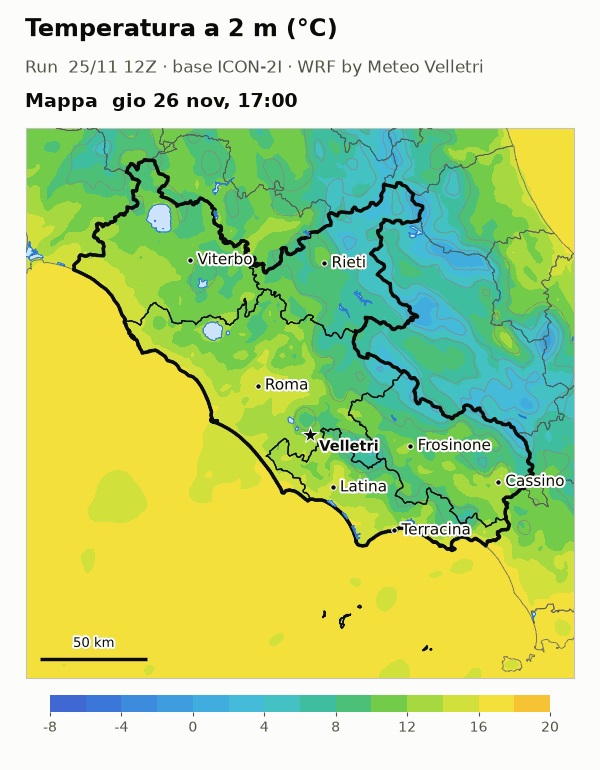 Temperatura a 2 m (°C)
Run  25/11 12Z · base ICON-2I · WRF by Meteo Velletri
Mappa  gio 26 nov, 17:00
Viterbo
Rieti
Roma
Velletri
Frosinone
Cassino
Latina
Terracina
50 km
-8 -4 0 4 8 12 16 20